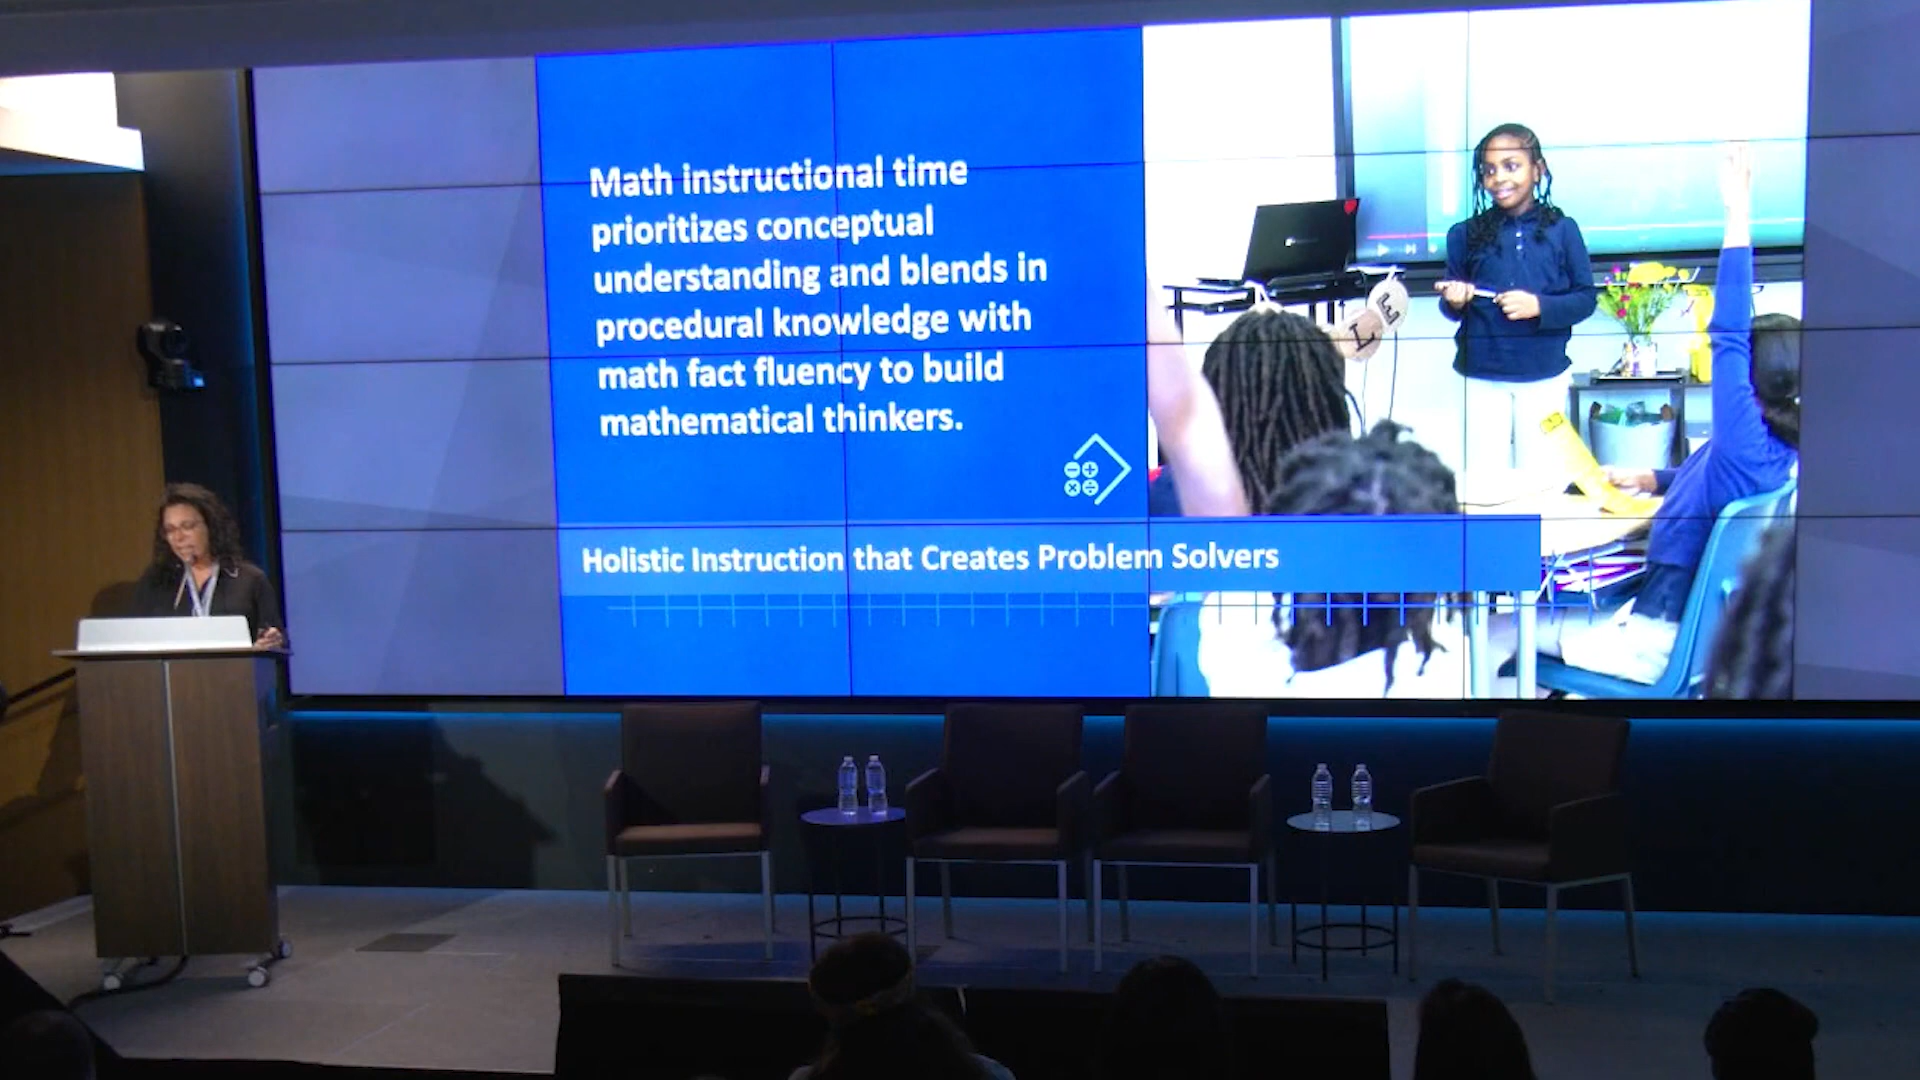 Math instructional time
prioritizes conceptual
understanding and blends in
procedural knowledge with
math fact fluency to build
mathematical thinkers.
Holistic Instruction that Creates Problem Solvers